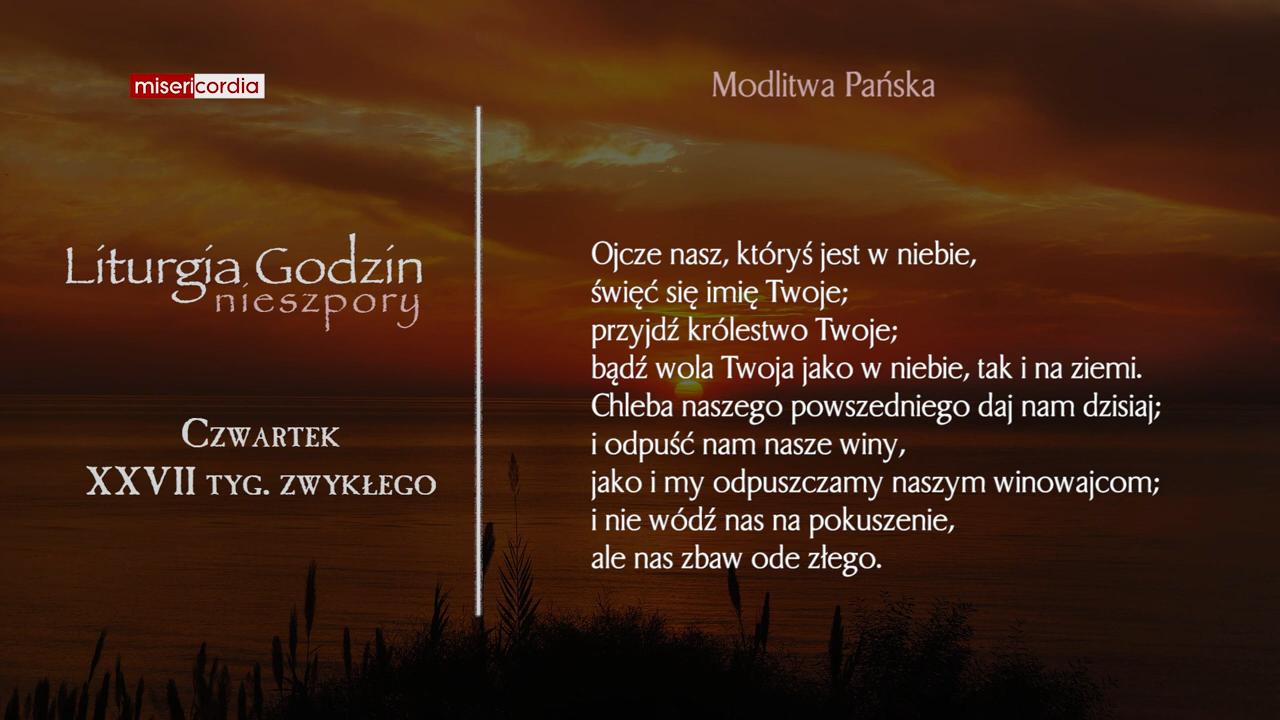 misericordia
Liturgia Godzin
nieszpory
Czwartek
XXVII tyg. zwykłego
Modlitwa Pańska
Ojcze nasz, któryś jest w niebie,
święć się imię Twoje;
przyjdź królestwo Twoje;
bądź wola Twoja jako w niebie, tak i na ziemi.
Chleba naszego powszedniego daj nam dzisiaj;
i odpuść nam nasze winy,
jako i my odpuszczamy naszym winowajcom;
i nie wódź nas na pokuszenie,
ale nas zbaw ode złego.